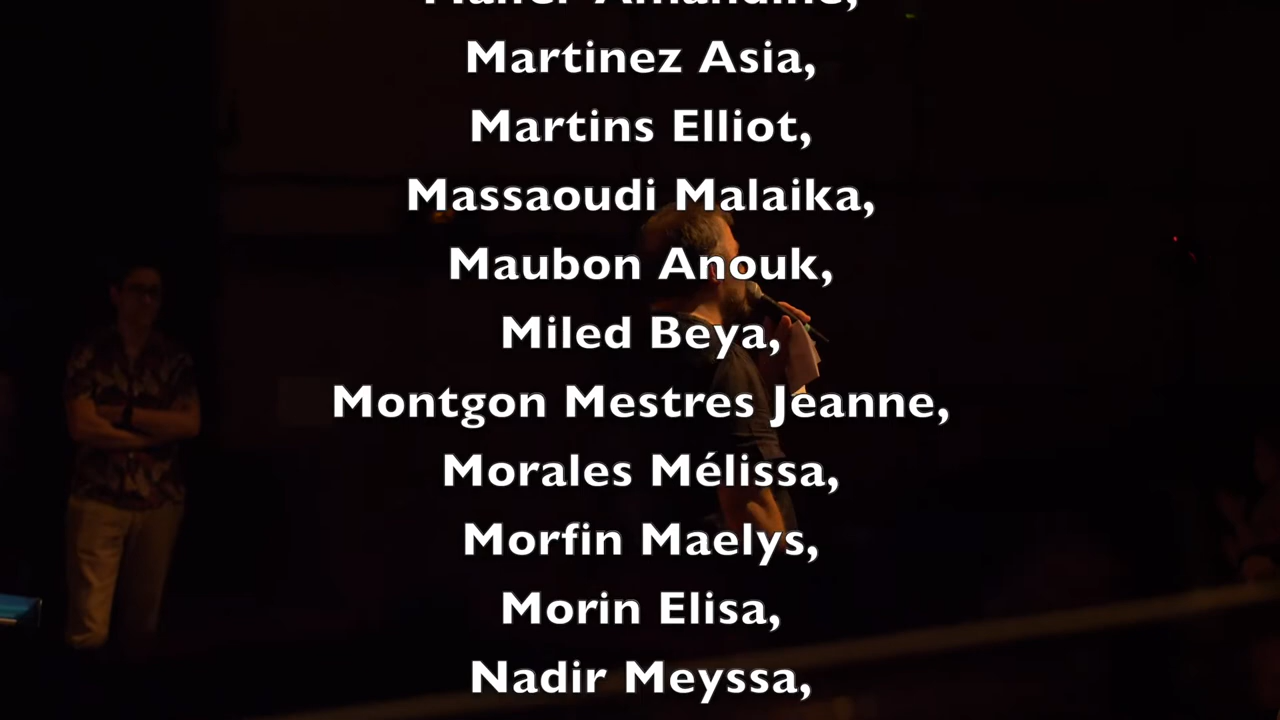 Amandine,
Martinez Asia,
Martins Elliot,
Massaoudi Malaika,
Maubon Anouk,
Miled Beya,
Montgon Mestres Jeanne,
Morales Mélissa,
Morfin Maelys,
Morin Elisa,
Nadir Meyssa,